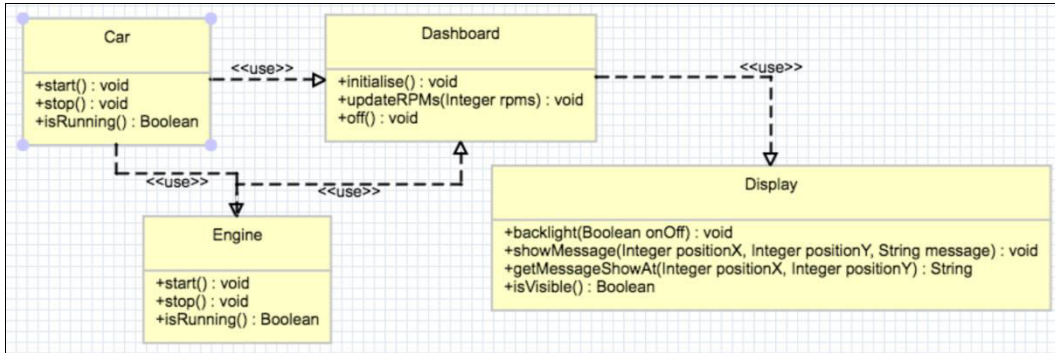 Car
+start() : void
+stop() : void
+isRunning() : Boolean
<<use>>
Dashboard
+initialise() : void
+updateRPMs(Integer rpms) : void
+off() : void
<<use>>
<<use>>
<<use>>
Engine
+start() : void
+stop() : void
+isRunning() : Boolean
Display
+backlight(Boolean onOff) : void
+showMessage(Integer positionX, Integer positionY, String message) : void
+getMessageShowAt(Integer positionX, Integer positionY) : String
+isVisible() : Boolean